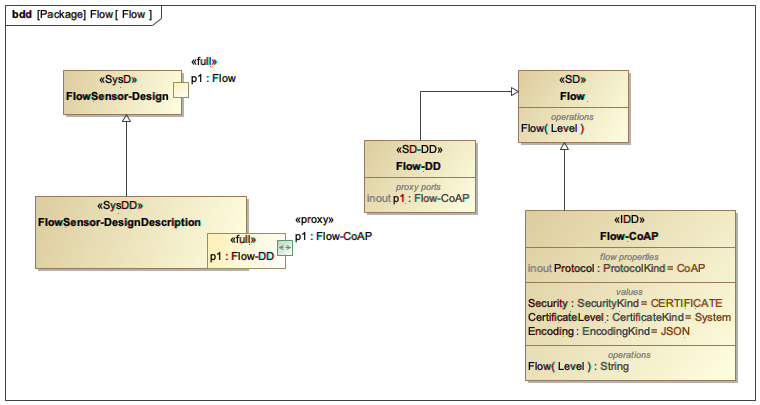 bdd [Package] Flow [ Flow ]
«SysD»
FlowSensor-Design
«full»
p1 : Flow
«SysDD»
FlowSensor-DesignDescription
«full»
p1 : Flow-DD
«proxy»
p1 : Flow-CoAP
«SD-DD»
Flow-DD
proxy ports
inout p1 : Flow-CoAP
«SD»
Flow
operations
Flow( Level )
«IDD»
Flow-CoAP
flow properties
inout Protocol : ProtocolKind = CoAP
values
Security : SecurityKind = CERTIFICATE
CertificateLevel : CertificateKind = System
Encoding : EncodingKind = JSON
operations
Flow( Level ) : String